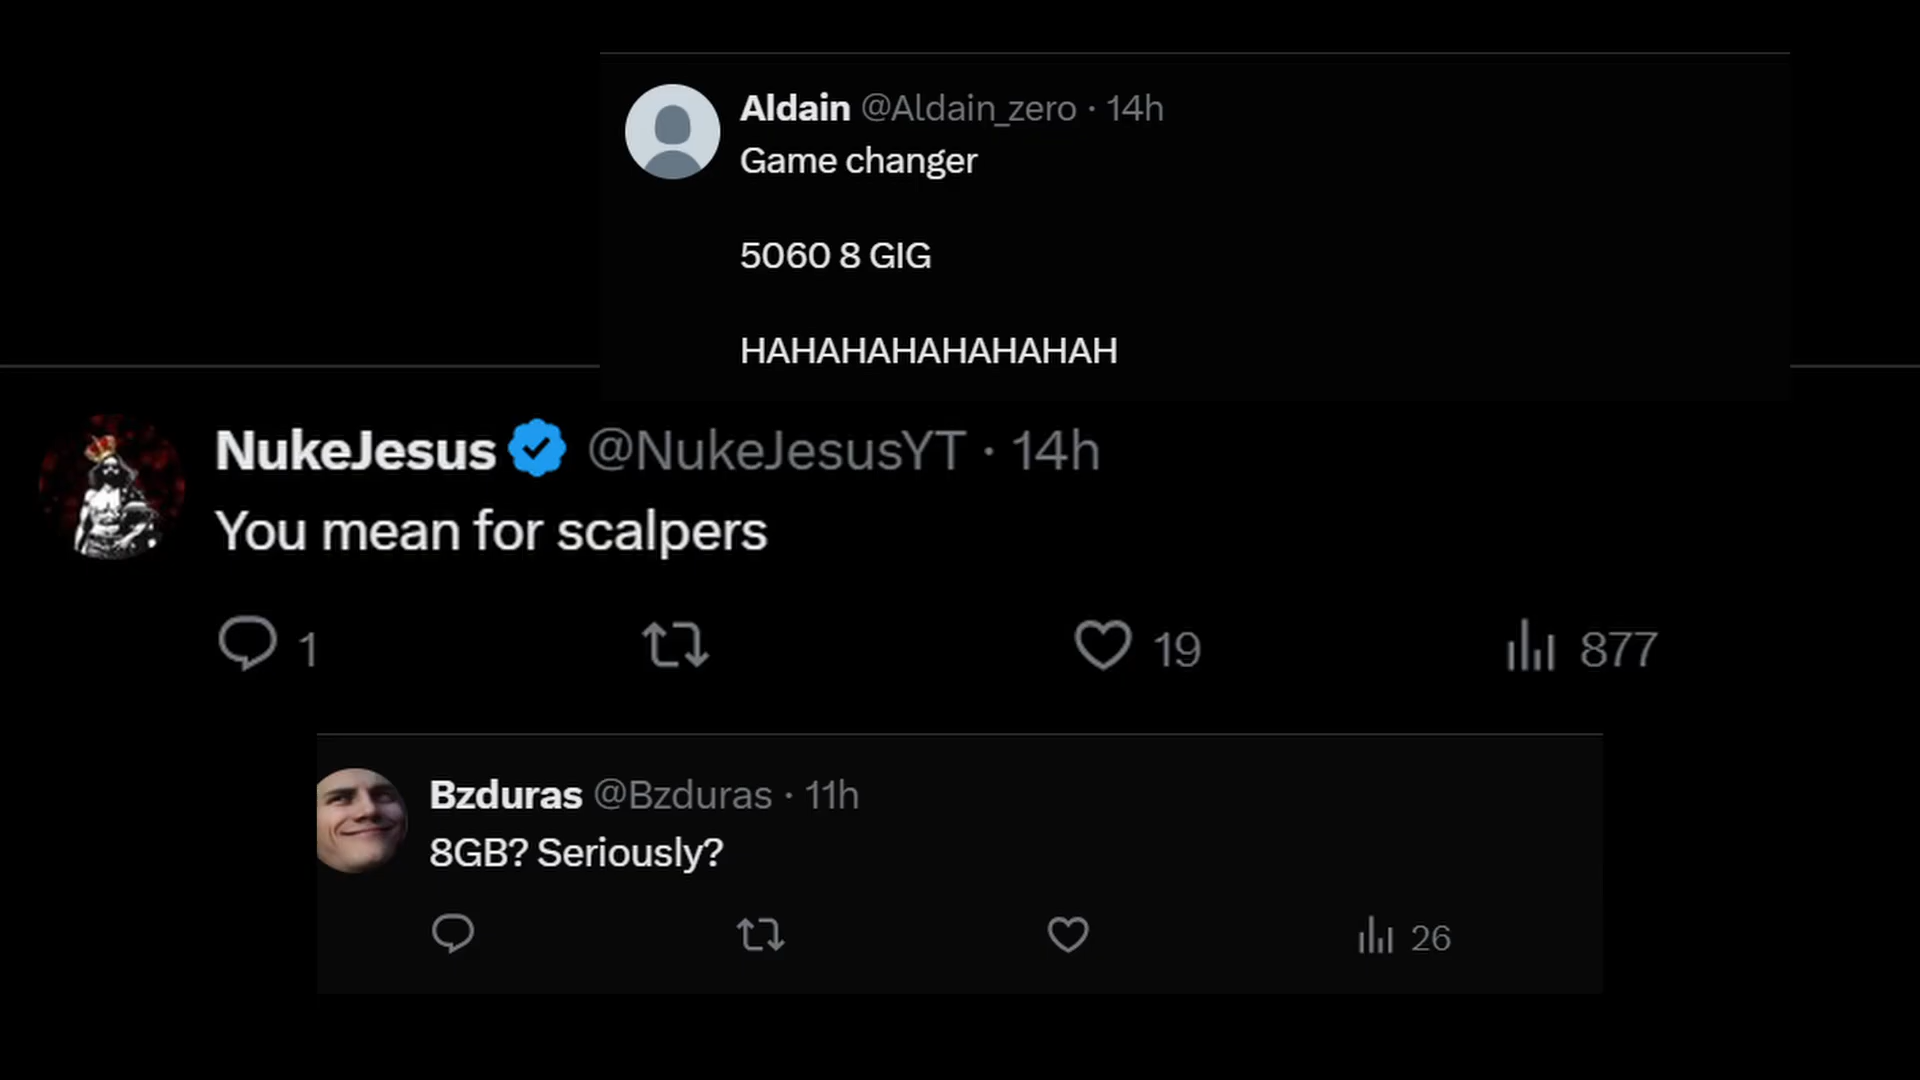 Aldain @Aldain_zero · 14h
Game changer
5060 8 GIG
HAHAHAHAHAHAHAH
NukeJesus @NukeJesusYT · 14h
You mean for scalpers
1 19 877
Bzduras @Bzduras · 11h
8GB? Seriously?
26